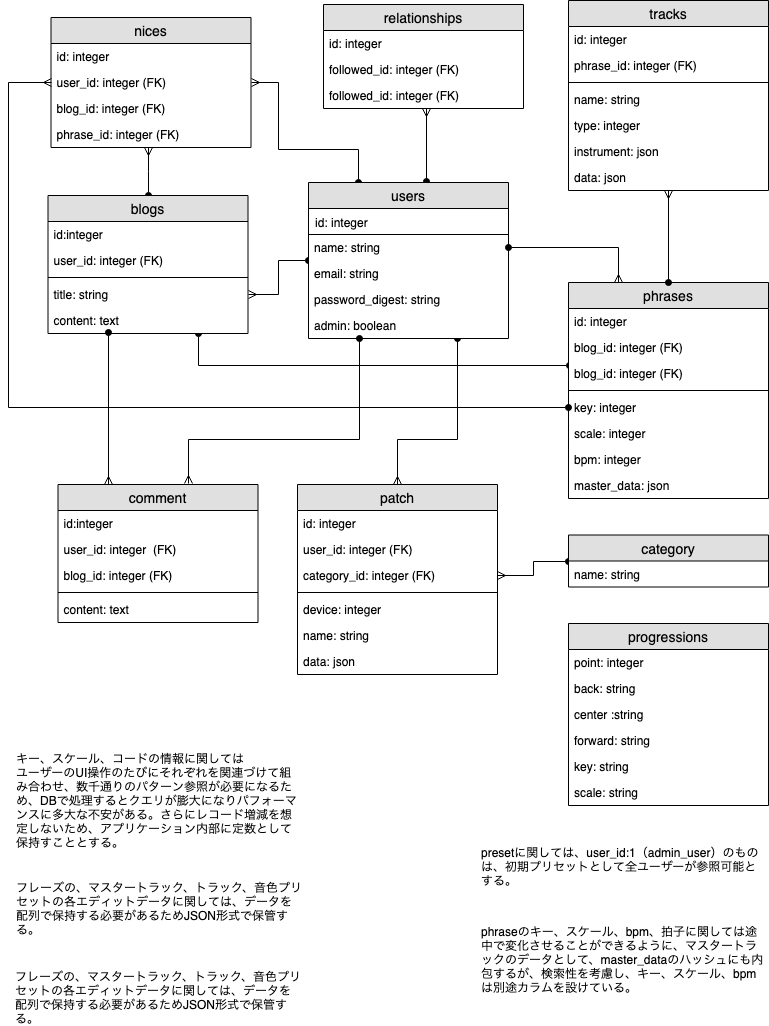 nices
id: integer
user_id: integer (FK)
blog_id: integer (FK)
phrase_id: integer (FK)
relationships
id: integer
followed_id: integer (FK)
followed_id: integer (FK)
tracks
id: integer
phrase_id: integer (FK)
name: string
type: integer
instrument: json
data: json
blogs
id:integer
user_id: integer (FK)
title: string
content: text
users
id: integer
name: string
email: string
password_digest: string
admin: boolean
phrases
id: integer
blog_id: integer (FK)
blog_id: integer (FK)
key: integer
scale: integer
bpm: integer
master_data: json
comment
id:integer
user_id: integer  (FK)
blog_id: integer (FK)
content: text
patch
id: integer
user_id: integer (FK)
category_id: integer (FK)
device: integer
name: string
data: json
category
name: string
progressions
point: integer
back: string
center :string
forward: string
key: string
scale: string
キー、スケール、コードの情報に関しては
ユーザーのUI操作のたびにそれぞれを関連づけて組
み合わせ、数千通りのパターン参照が必要になるた
め、DBで処理するとクエリが膨大になりパフォーマ
ンスに多大な不安がある。さらにレコード増減を想
定しないため、アプリケーション内部に定数として
保持すこととする。
フレーズの、マスタートラック、トラック、音色プリ
セットの各エディットデータに関しては、データを
配列で保持する必要があるためJSON形式で保管す
る。
フレーズの、マスタートラック、トラック、音色プリ
セットの各エディットデータに関しては、データを
配列で保持する必要があるためJSON形式で保管す
る。
presetに関しては、user_id:1（admin_user）のもの
は、初期プリセットとして全ユーザーが参照可能と
する。
phraseのキー、スケール、bpm、拍子に関しては途
中で変化させることができるように、マスタートラッ
クのデータとして、master_dataのハッシュにも内
包するが、検索性を考慮し、キー、スケール、bpm
は別途カラムを設けている。